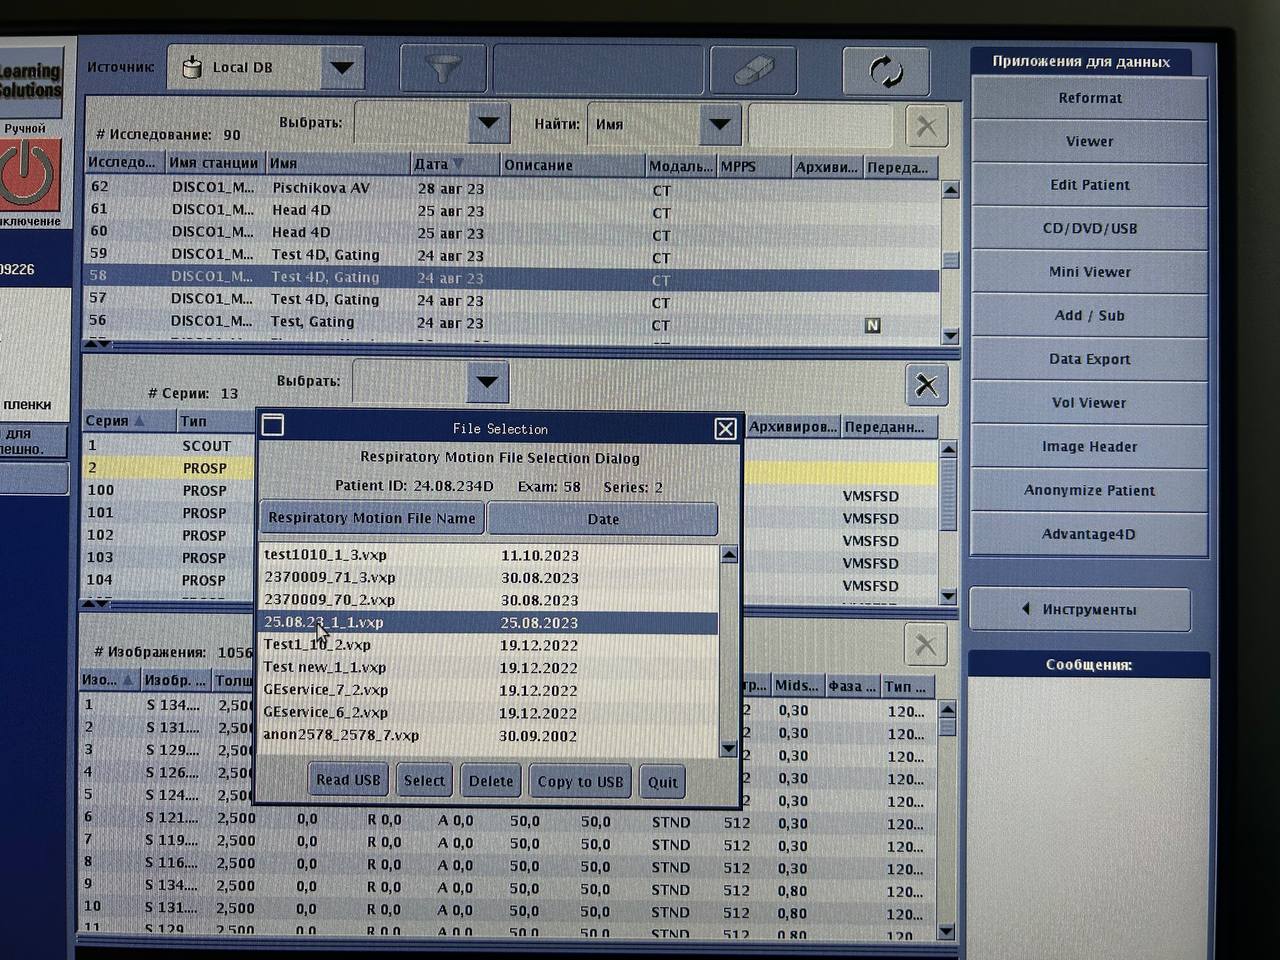 Learning
Solutions
Ручной
09226
пленки
для
Источник: Local DB
# Исследование: 90 Выбрать: Найти: Имя
Исследо... Имя станции Имя Дата Описание Модаль... MPPS Архиви... Переда...
62 DISCO1_M... Pischikova AV 28 авг 23 CT
61 DISCO1_M... Head 4D 25 авг 23 CT
60 DISCO1_M... Head 4D 25 авг 23 CT
59 DISCO1_M... Test 4D, Gating 24 авг 23 CT
58 DISCO1_M... Test 4D, Gating 24 авг 23 CT
57 DISCO1_M... Test 4D, Gating 24 авг 23 CT
56 DISCO1_M... Test, Gating 24 авг 23 CT N
# Серии: 13 Выбрать:
Серия Тип Архивиров... Переданн...
1 SCOUT
2 PROSP
100 PROSP VMSFSD
101 PROSP VMSFSD
102 PROSP VMSFSD
103 PROSP VMSFSD
104 PROSP VMSFSD
File Selection
Respiratory Motion File Selection Dialog
Patient ID: 24.08.234D Exam: 58 Series: 2
Respiratory Motion File Name Date
test1010_1_3.vxp 11.10.2023
2370009_71_3.vxp 30.08.2023
2370009_70_2.vxp 30.08.2023
25.08.23_1_1.vxp 25.08.2023
Test1_10_2.vxp 19.12.2022
Test new_1_1.vxp 19.12.2022
GEservice_7_2.vxp 19.12.2022
GEservice_6_2.vxp 19.12.2022
anon2578_2578_7.vxp 30.09.2002
Read USB Select Delete Copy to USB Quit
# Изображения: 1056
Изо... Изобр. ... Толщ Mids... Фаза ... Тип ...
1 S 134.... 2,500 2 0,30 120...
2 S 131.... 2,500 2 0,30 120...
3 S 129.... 2,500 2 0,30 120...
4 S 126.... 2,500 2 0,30 120...
5 S 124.... 2,500 2 0,30 120...
6 S 121.... 2,500 0,0 R 0,0 A 0,0 50,0 50,0 STND 512 0,30 120...
7 S 119.... 2,500 0,0 R 0,0 A 0,0 50,0 50,0 STND 512 0,30 120...
8 S 116.... 2,500 0,0 R 0,0 A 0,0 50,0 50,0 STND 512 0,30 120...
9 S 134.... 2,500 0,0 R 0,0 A 0,0 50,0 50,0 STND 512 0,80 120...
10 S 131.... 2,500 0,0 R 0,0 A 0,0 50,0 50,0 STND 512 0,80 120...
11 S 129 2,500 0,0 R 0,0 A 0,0 50,0 50,0 STND 512 0,80 120
Приложения для данных
Reformat
Viewer
Edit Patient
CD/DVD/USB
Mini Viewer
Add / Sub
Data Export
Vol Viewer
Image Header
Anonymize Patient
Advantage4D
Инструменты
Сообщения: